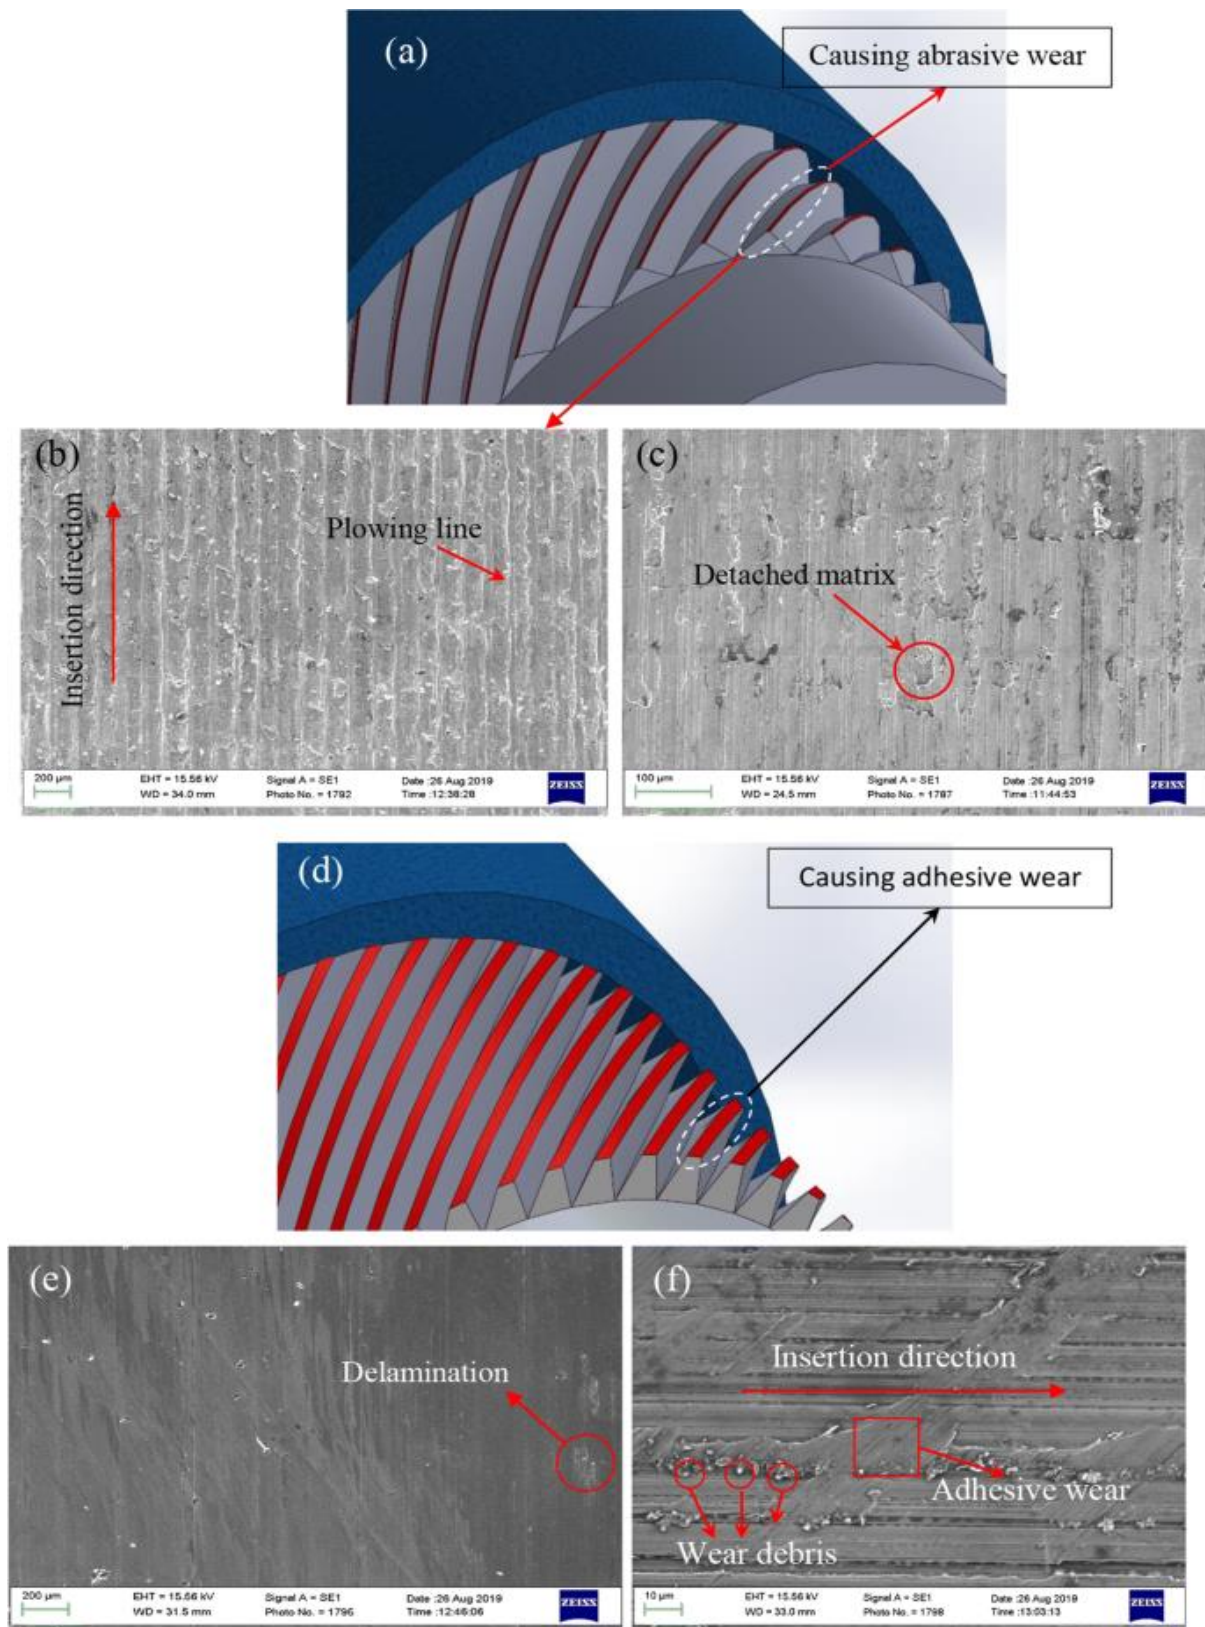 (a)
Causing abrasive wear
(b)
Insertion direction
Plowing line
200 µm
EHT = 15.56 kV
WD = 34.0 mm
Signal A = SE1
Photo No. = 1792
Date :26 Aug 2019
Time :12:38:28
ZEISS
(c)
Detached matrix
100 µm
EHT = 15.56 kV
WD = 24.5 mm
Signal A = SE1
Photo No. = 1787
Date :26 Aug 2019
Time :11:44:53
ZEISS
(d)
Causing adhesive wear
(e)
Delamination
200 µm
EHT = 15.56 kV
WD = 31.5 mm
Signal A = SE1
Photo No. = 1796
Date :26 Aug 2019
Time :12:46:06
ZEISS
(f)
Insertion direction
Adhesive wear
Wear debris
10 µm
EHT = 15.56 kV
WD = 33.0 mm
Signal A = SE1
Photo No. = 1798
Date :26 Aug 2019
Time :13:03:13
ZEISS